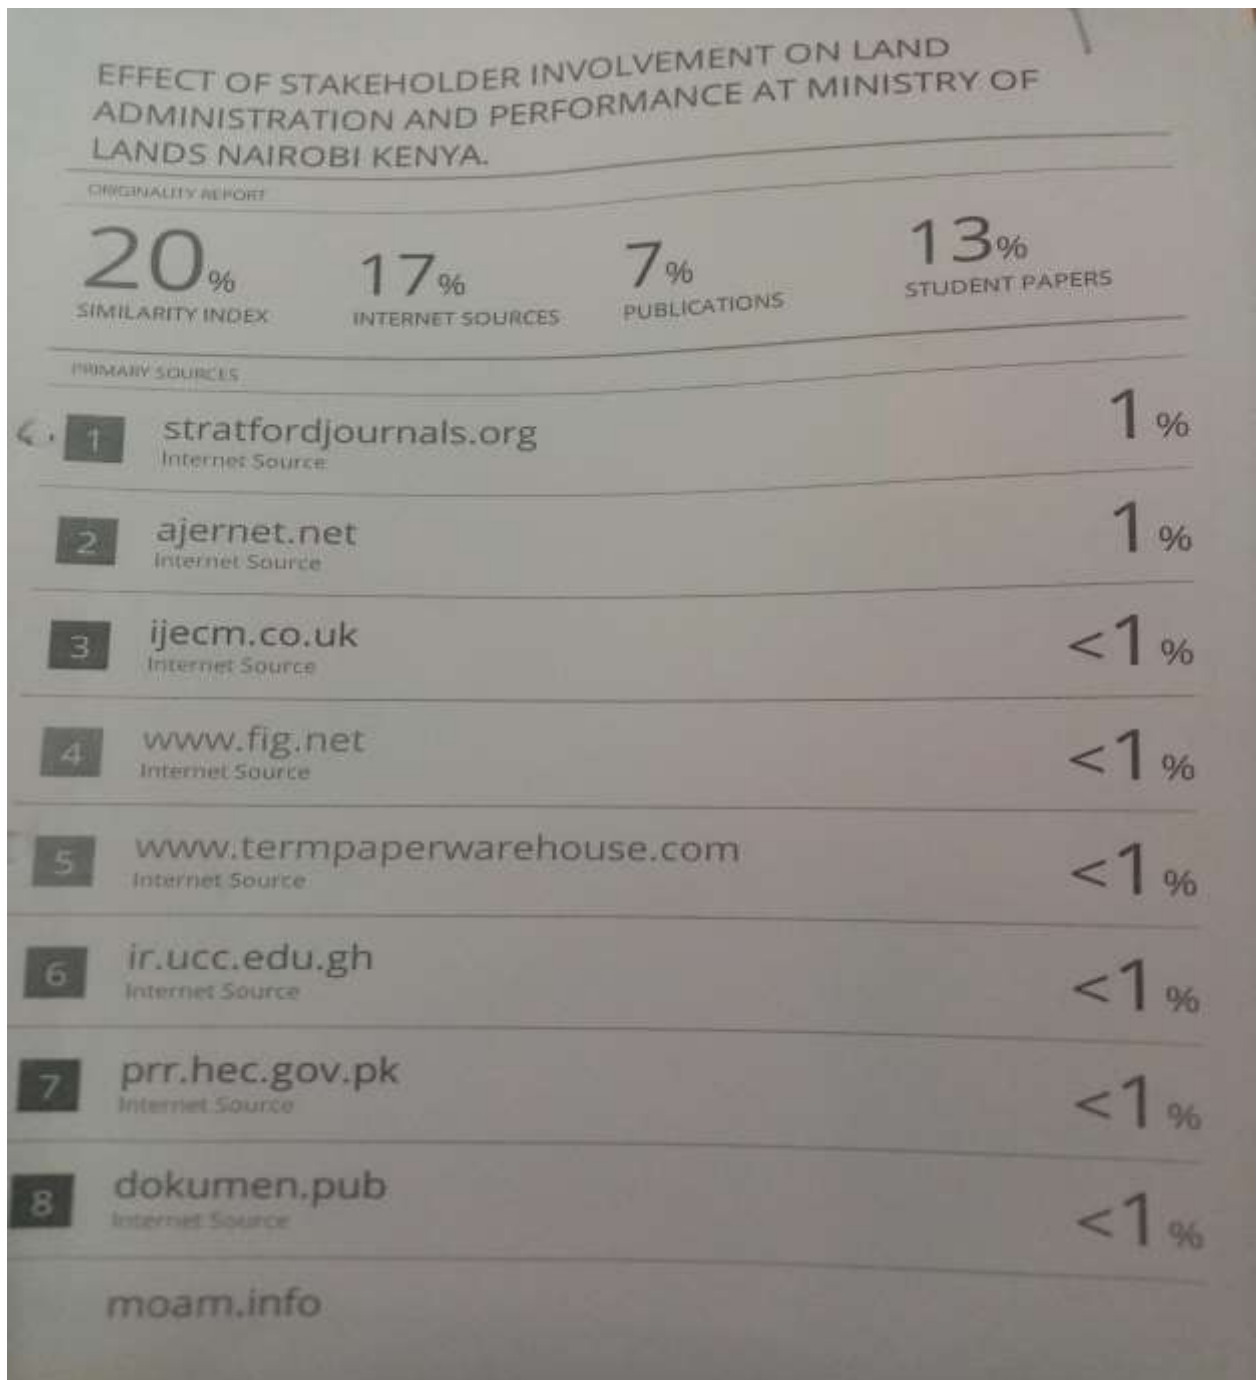 EFFECT OF STAKEHOLDER INVOLVEMENT ON LAND
ADMINISTRATION AND PERFORMANCE AT MINISTRY OF
LANDS NAIROBI KENYA.
ORIGINALITY REPORT
20% 17% 7% 13%
SIMILARITY INDEX INTERNET SOURCES PUBLICATIONS STUDENT PAPERS
PRIMARY SOURCES
1 stratfordjournals.org 1%
Internet Source
2 ajernet.net 1%
Internet Source
3 ijecm.co.uk <1%
Internet Source
4 www.fig.net <1%
Internet Source
5 www.termpaperwarehouse.com <1%
Internet Source
6 ir.ucc.edu.gh <1%
Internet Source
7 prr.hec.gov.pk <1%
Internet Source
8 dokumen.pub <1%
Internet Source
moam.info